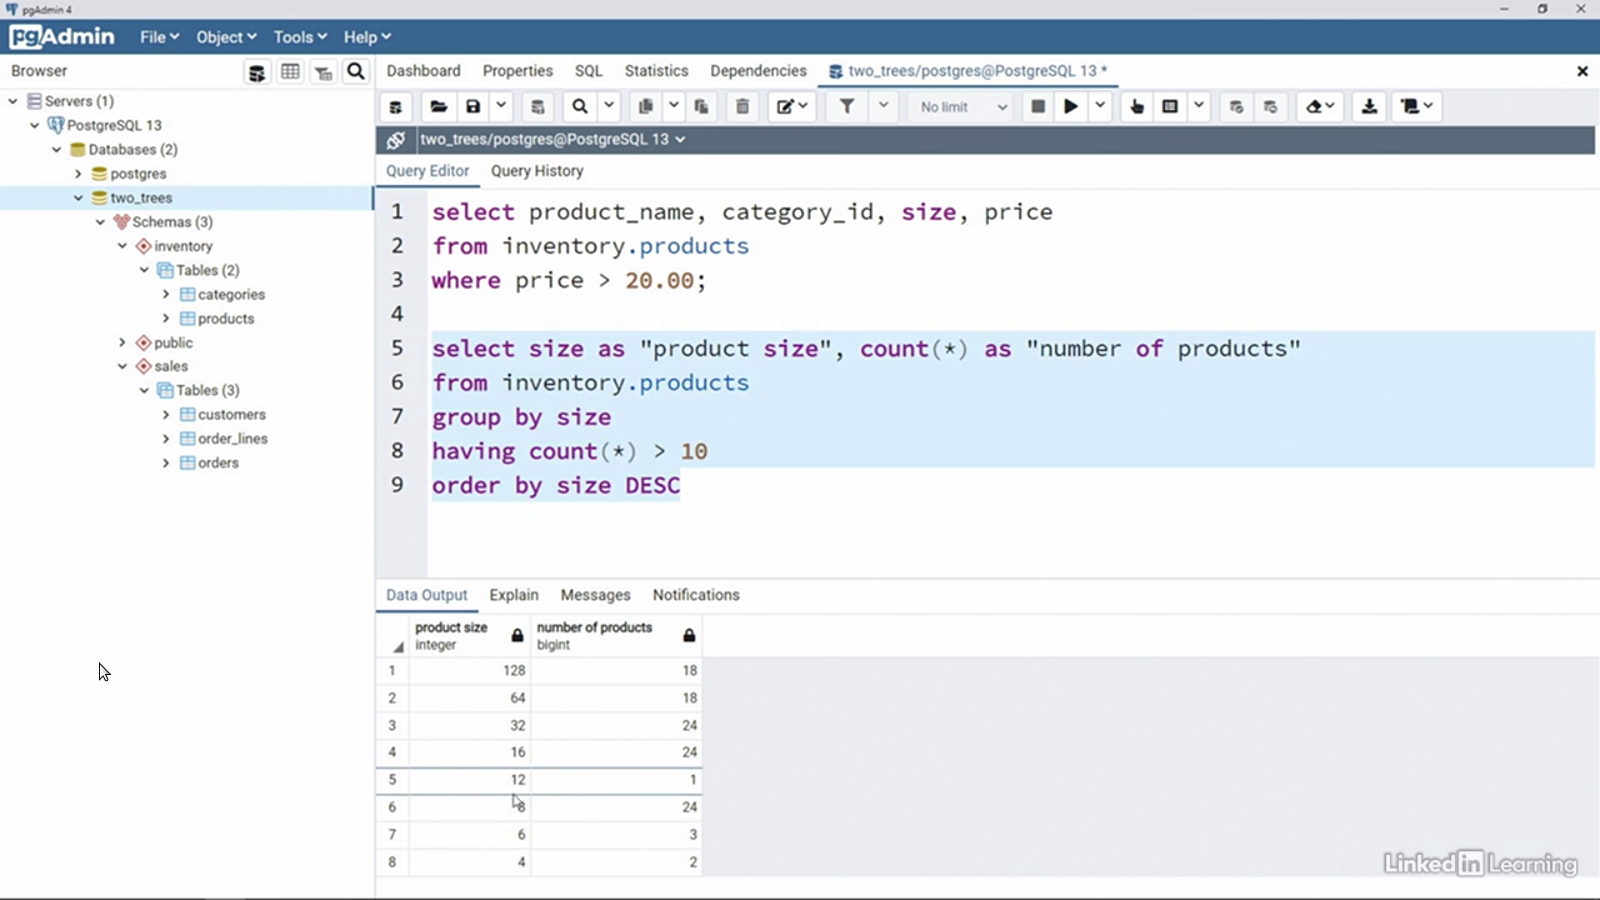 pgAdmin 4
pgAdmin File Object Tools Help
Browser
Dashboard Properties SQL Statistics Dependencies two_trees/postgres@PostgreSQL 13 *
Servers (1)
PostgreSQL 13
Databases (2)
postgres
two_trees
Schemas (3)
inventory
Tables (2)
categories
products
public
sales
Tables (3)
customers
order_lines
orders
No limit
two_trees/postgres@PostgreSQL 13
Query Editor Query History
1 select product_name, category_id, size, price
2 from inventory.products
3 where price > 20.00;
4
5 select size as "product size", count(*) as "number of products"
6 from inventory.products
7 group by size
8 having count(*) > 10
9 order by size DESC
Data Output Explain Messages Notifications
product size number of products
integer bigint
1 128 18
2 64 18
3 32 24
4 16 24
5 12 1
6 8 24
7 6 3
8 4 2
LinkedIn Learning